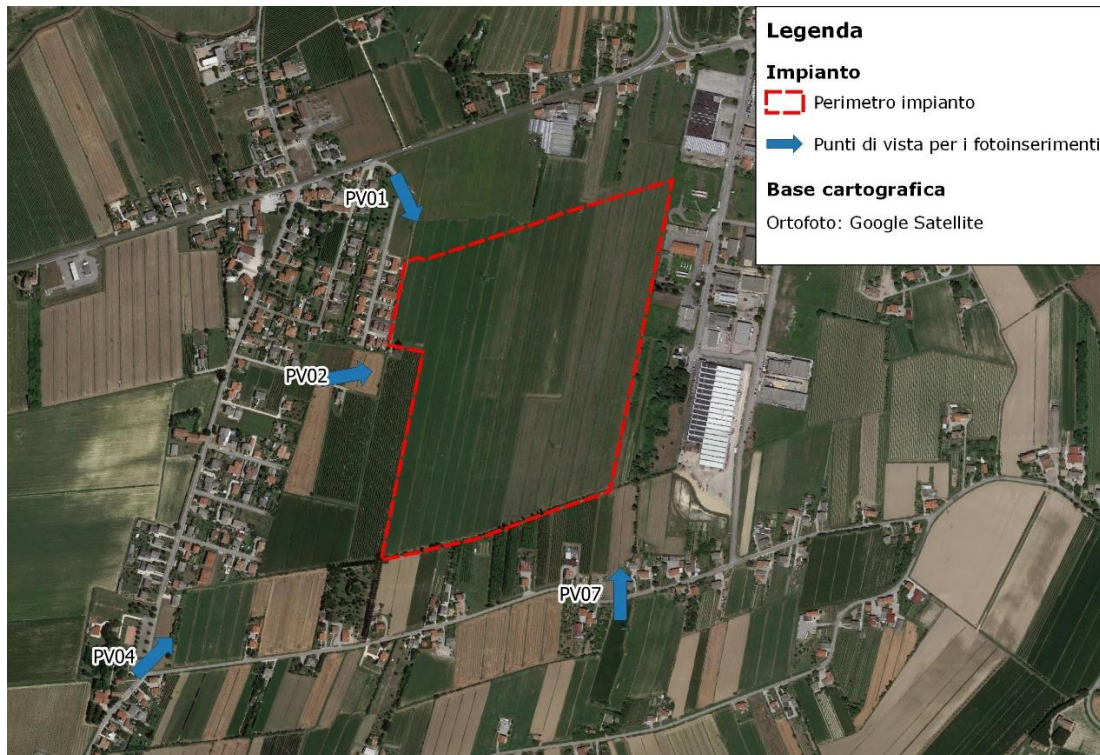 Legenda
Impianto
Perimetro impianto
Punti di vista per i fotoinserimenti
Base cartografica
Ortofoto: Google Satellite
PV01
PV02
PV07
PV04